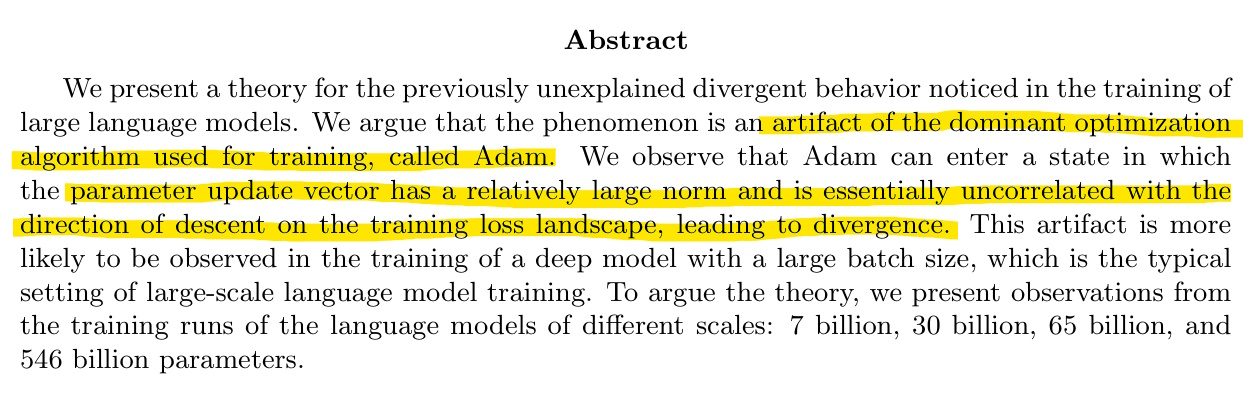 Abstract
We present a theory for the previously unexplained divergent behavior noticed in the training of
large language models. We argue that the phenomenon is an artifact of the dominant optimization
algorithm used for training, called Adam. We observe that Adam can enter a state in which
the parameter update vector has a relatively large norm and is essentially uncorrelated with the
direction of descent on the training loss landscape, leading to divergence. This artifact is more
likely to be observed in the training of a deep model with a large batch size, which is the typical
setting of large-scale language model training. To argue the theory, we present observations from
the training runs of the language models of different scales: 7 billion, 30 billion, 65 billion, and
546 billion parameters.